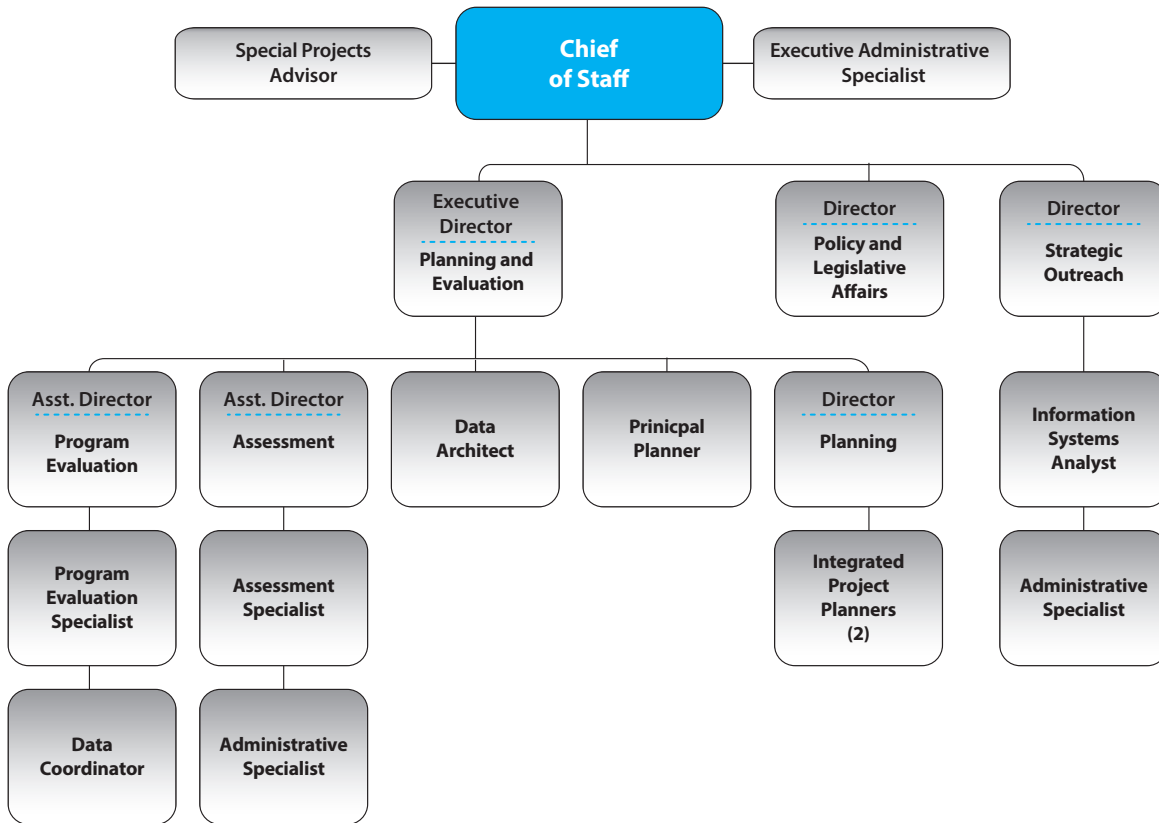 Special Projects
Advisor
Chief
of Staff
Executive Administrative
Specialist
Executive
Director
Planning and
Evaluation
Director
Policy and
Legislative
Affairs
Director
Strategic
Outreach
Asst. Director
Program
Evaluation
Asst. Director
Assessment
Data
Architect
Prinicpal
Planner
Director
Planning
Information
Systems
Analyst
Program
Evaluation
Specialist
Assessment
Specialist
Integrated
Project
Planners
(2)
Administrative
Specialist
Data
Coordinator
Administrative
Specialist